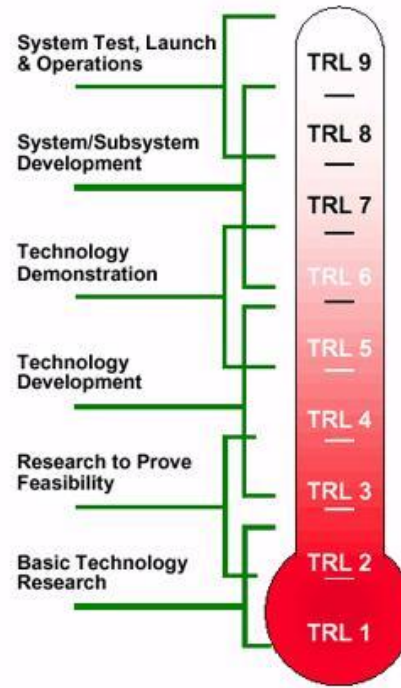 System Test, Launch
& Operations
System/Subsystem
Development
Technology
Demonstration
Technology
Development
Research to Prove
Feasibility
Basic Technology
Research
TRL 9
TRL 8
TRL 7
TRL 6
TRL 5
TRL 4
TRL 3
TRL 2
TRL 1